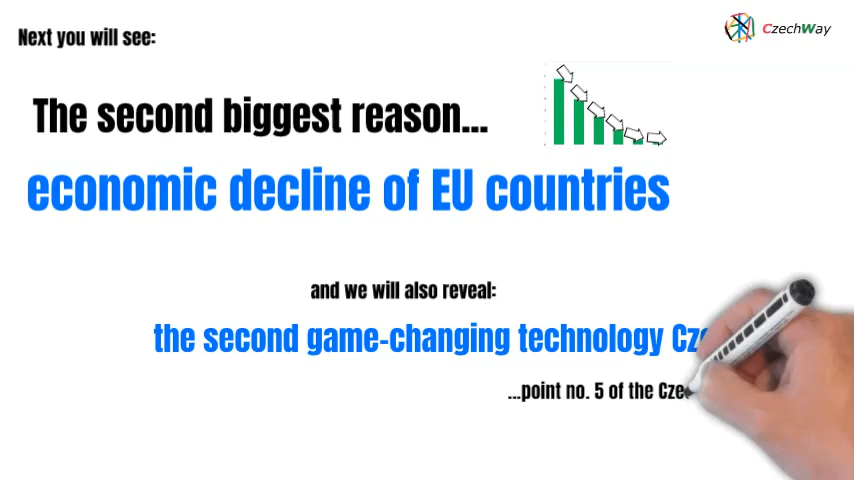 Next you will see:
CzechWay
The second biggest reason...
economic decline of EU countries
and we will also reveal:
the second game-changing technology
...point no. 5 of the